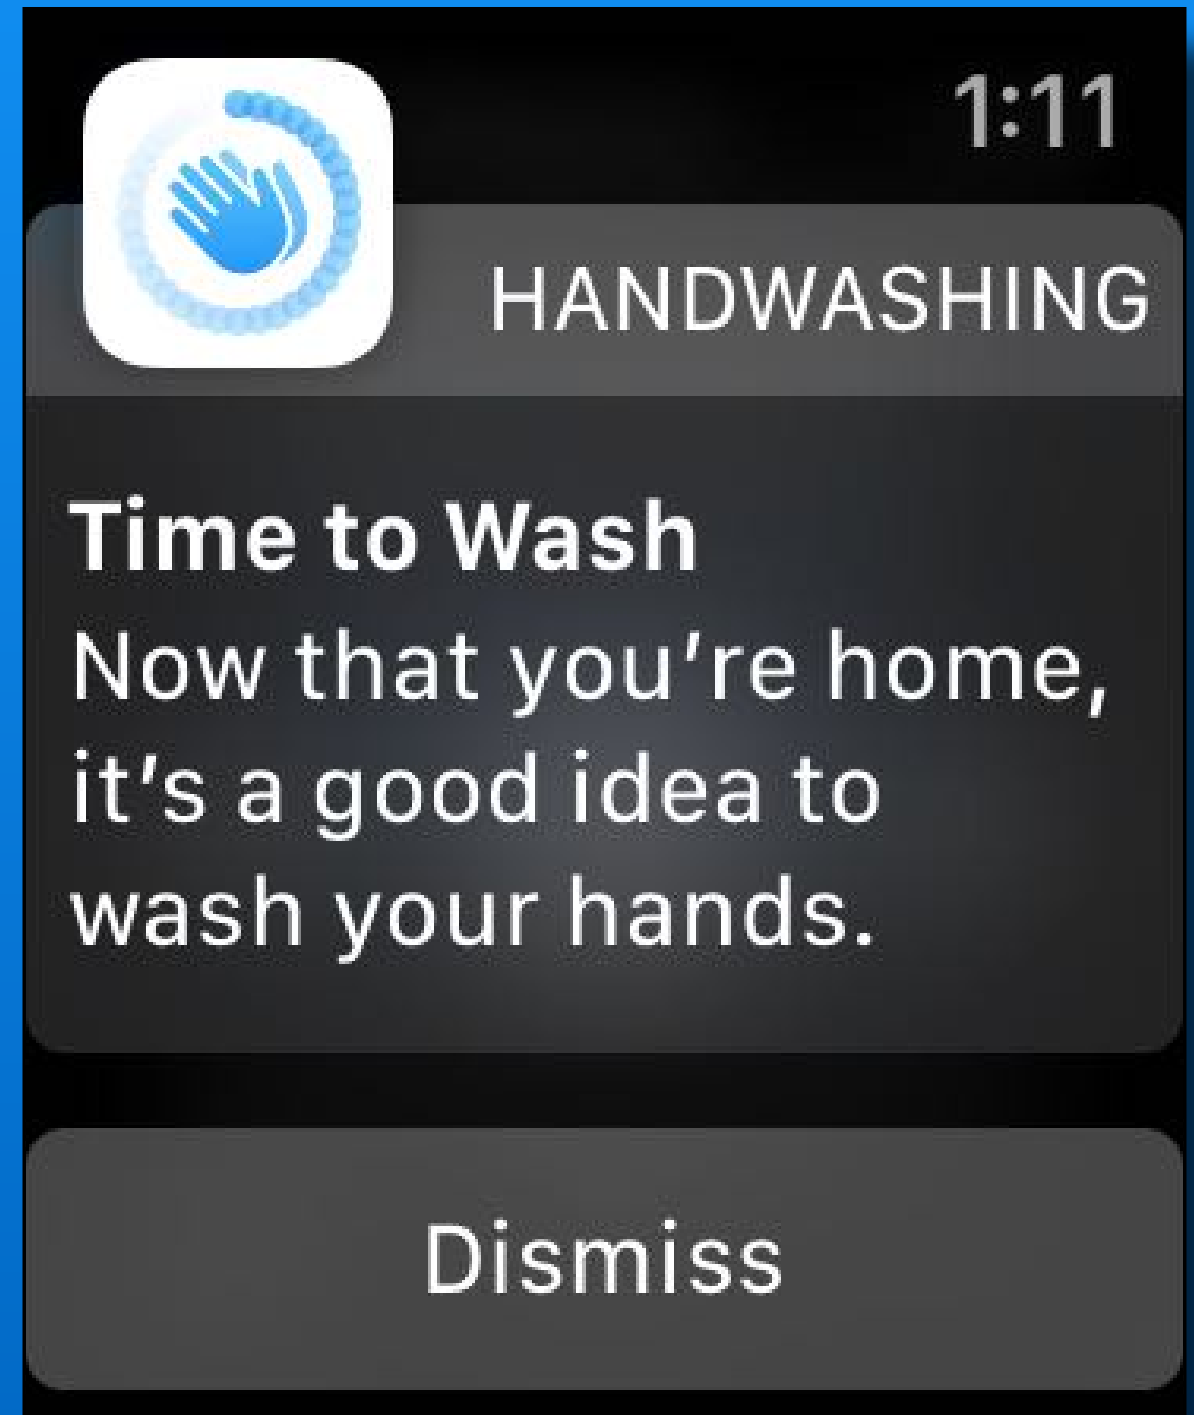 1:11
HANDWASHING
Time to Wash
Now that you’re home,
it’s a good idea to
wash your hands.
Dismiss